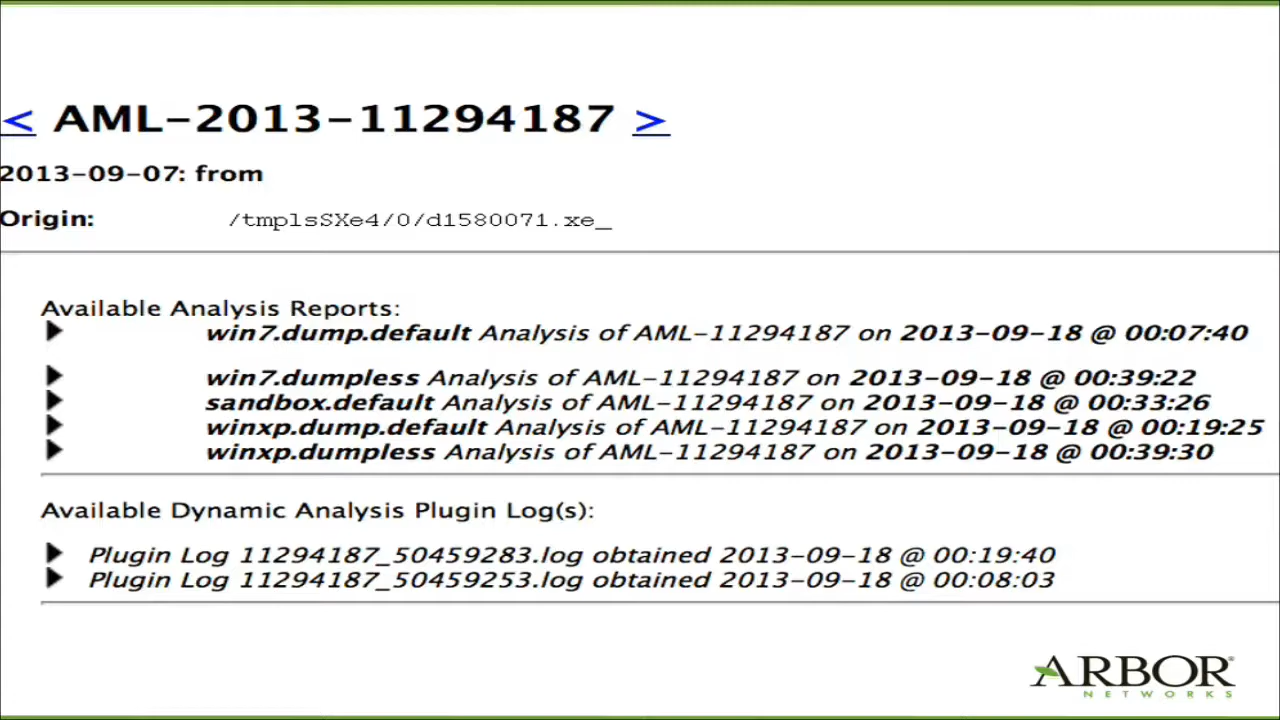 < AML-2013-11294187 >
2013-09-07: from
Origin: /tmplsSXe4/0/d1580071.xe_
Available Analysis Reports:
win7.dump.default Analysis of AML-11294187 on 2013-09-18 @ 00:07:40
win7.dumpless Analysis of AML-11294187 on 2013-09-18 @ 00:39:22
sandbox.default Analysis of AML-11294187 on 2013-09-18 @ 00:33:26
winxp.dump.default Analysis of AML-11294187 on 2013-09-18 @ 00:19:25
winxp.dumpless Analysis of AML-11294187 on 2013-09-18 @ 00:39:30
Available Dynamic Analysis Plugin Log(s):
Plugin Log 11294187_50459283.log obtained 2013-09-18 @ 00:19:40
Plugin Log 11294187_50459253.log obtained 2013-09-18 @ 00:08:03
ARBOR
NETWORKS